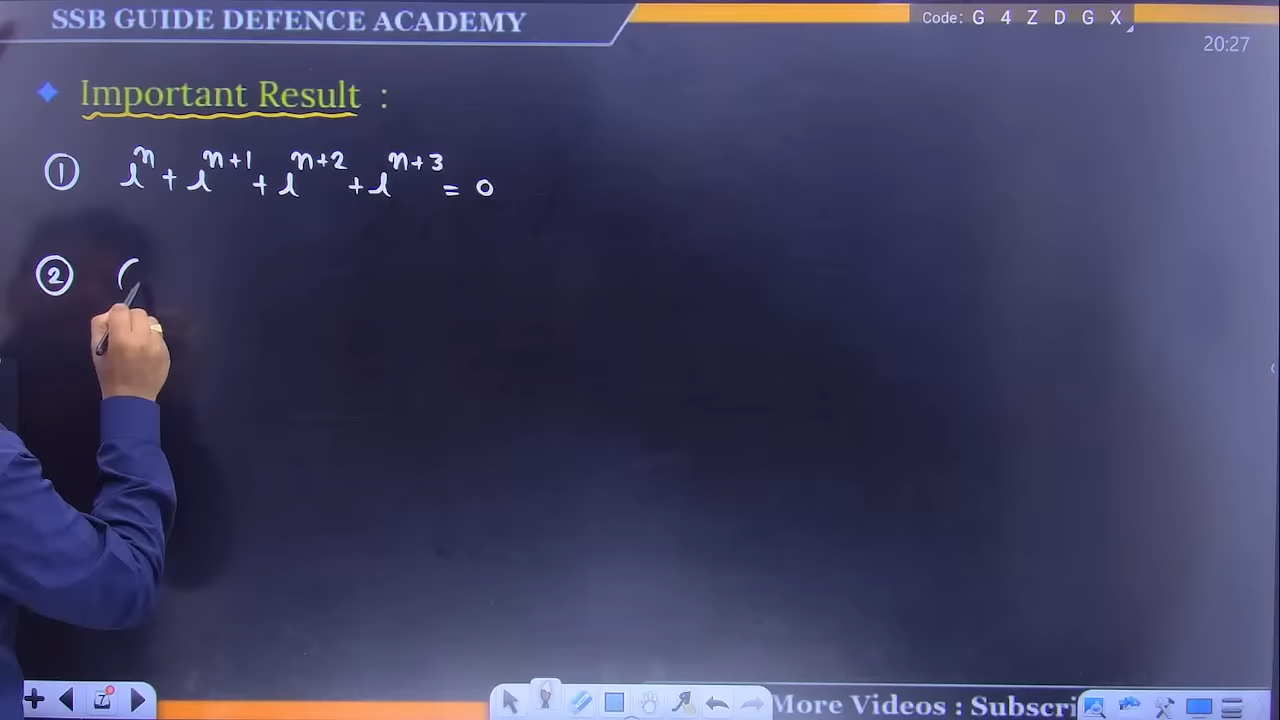 SSB GUIDE DEFENCE ACADEMY
Code: G 4 Z D G X
20:27
Important Result :
① i^n + i^{n+1} + i^{n+2} + i^{n+3} = 0
② (
More Videos : Subscri